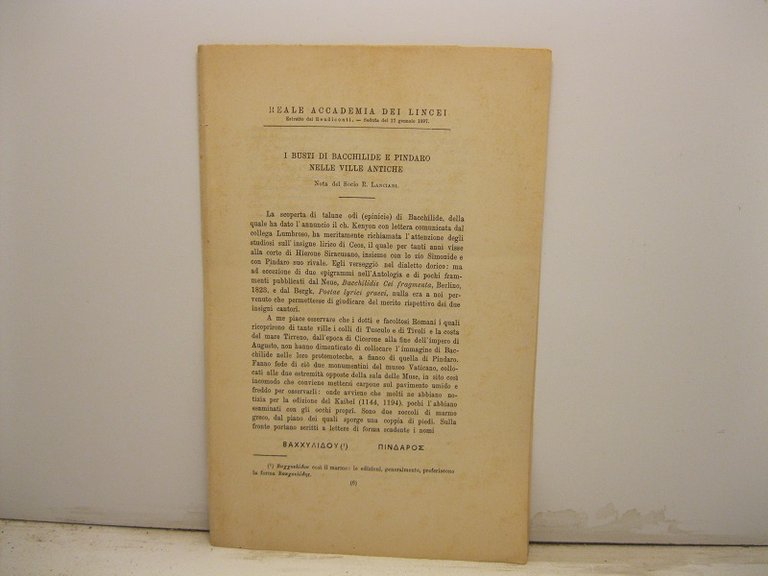 REALE ACCADEMIA DEI LINCEI
Estratto dai Rendiconti. — Seduta del 17 gennaio 1897.
I BUSTI DI BACCHILIDE E PINDARO
NELLE VILLE ANTICHE
Nota del Socio R. LANCIANI.
La scoperta di talune odi (epinicie) di Bacchilide, della
quale ha dato l'annuncio il ch. Kenyon con lettera comunicata dal
collega Lumbroso, ha meritamente richiamata l'attenzione degli
studiosi sull'insigne lirico di Ceos, il quale per tanti anni visse
alla corte di Hierone Siracusano, insieme con lo zio Simonide e
con Pindaro suo rivale. Egli verseggiò nel dialetto dorico: ma
ad eccezione di due epigrammi nell'Antologia e di pochi fram-
menti pubblicati dal Neue, Bacchilidis Cei fragmenta, Berlino,
1823, e dal Bergk, Poetae lyrici graeci, nulla era a noi per-
venuto che permettesse di giudicare del merito rispettivo dei due
insigni cantori.
A me piace osservare che i dotti e facoltosi Romani i quali
ricoprirono di tante ville i colli di Tusculo e di Tivoli e la costa
del mare Tirreno, dall'epoca di Cicerone alla fine dell'impero di
Augusto, non hanno dimenticato di collocare l'immagine di Bac-
chilide nelle loro protomoteche, a fianco di quella di Pindaro.
Fanno fede di ciò due monumentini del museo Vaticano, collo-
cati alle due estremità opposte della sala delle Muse, in sito così
incomodo che conviene mettersi carpone sul pavimento umido e
freddo per osservarli: onde avviene che molti ne abbiano no-
tizia per la edizione del Kaibel (1144, 1194), pochi l'abbiano
esaminati con gli occhi propri. Sono due zoccoli di marmo
greco, dal piano dei quali sporge una coppia di piedi. Sulla
fronte portano scritti a lettere di forma scadente i nomi
ΒΑΧΧΥΛΙΔΟΥ(¹) ΠΙΝΔΑΡΟΣ
(¹) così il marmo: le edizioni, generalmente, preferiscono
la forma
(6)